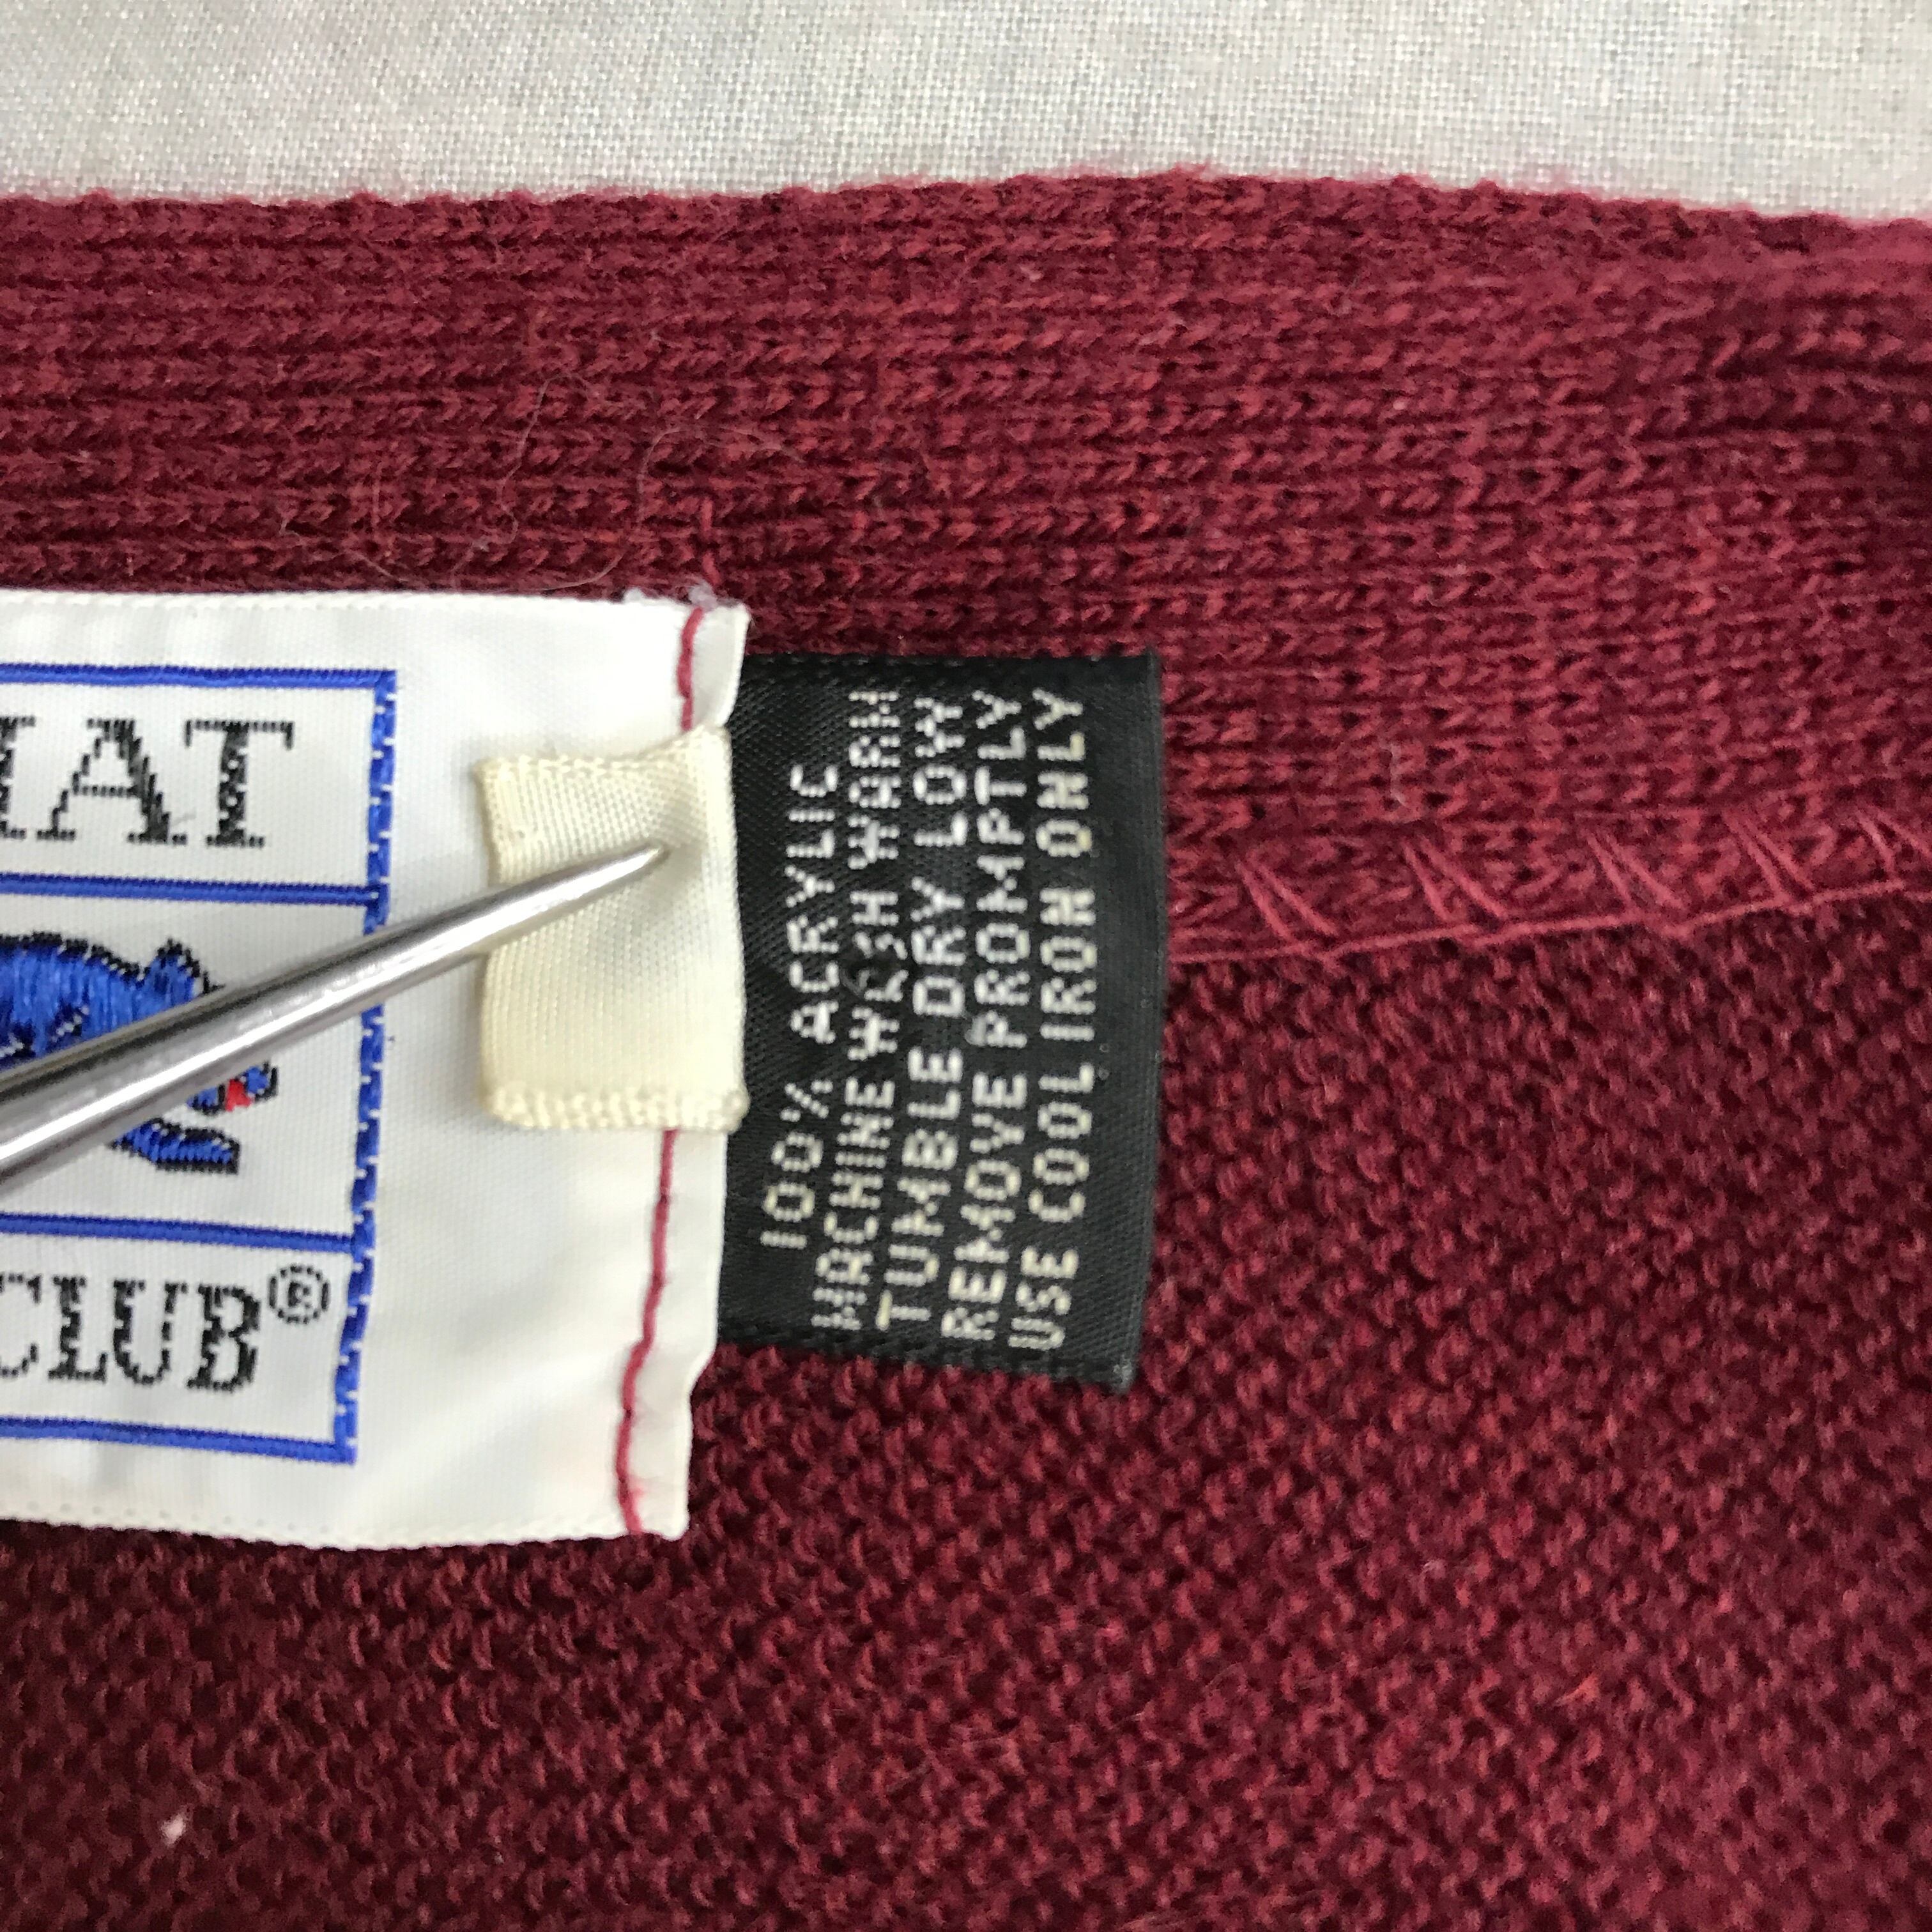 HAT
CLUB®
100% ACRYLIC
MACHINE WASH WARM
TUMBLE DRY LOW
REMOVE PROMPTLY
USE COOL IRON ONLY